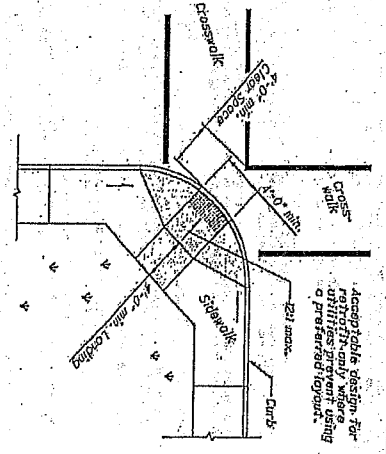 Crosswalk
4'-0" min.
Clear Space
Cross-
walk
4'-0" min.
Acceptable design for
retrofit only where
utilities prevent using
a preferred layout.
12:1 max.
Sidewalk
Curb
4'-0" min. Landing